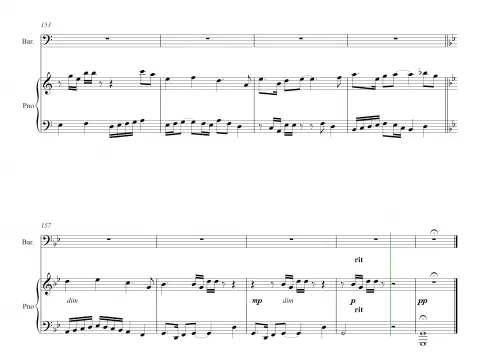 153
Bar.
Pno
157
Bar.
rit
dim
mp
dim
p
pp
Pno
rit